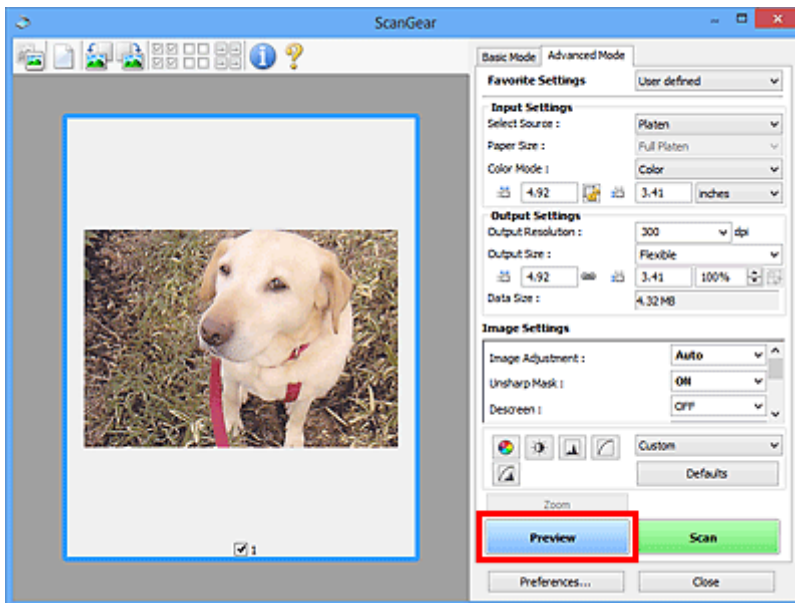 ScanGear
Basic Mode Advanced Mode
Favorite Settings User defined
Input Settings
Select Source : Platen
Paper Size : Full Platen
Color Mode : Color
4.92 3.41 inches
Output Settings
Output Resolution : 300 dpi
Output Size : Flexible
4.92 3.41 100%
Data Size : 4.32 MB
Image Settings
Image Adjustment : Auto
Unsharp Mask : ON
Descreen : OFF
Custom
Defaults
Zoom
Preview Scan
Preferences... Close
1